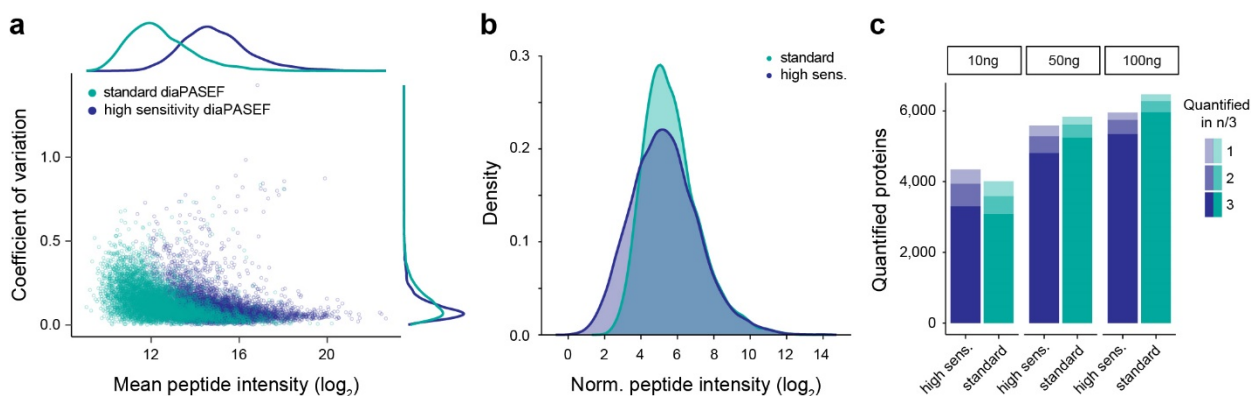 a
standard diaPASEF
high sensitivity diaPASEF
Coefficient of variation
1.0
0.5
0.0
12
16
20
Mean peptide intensity (log2)
b
standard
high sens.
Density
0.3
0.2
0.1
0.0
0
2
4
6
8
10
12
14
Norm. peptide intensity (log2)
c
10ng
50ng
100ng
Quantified proteins
6,000
4,000
2,000
0
high sens.
standard
high sens.
standard
high sens.
standard
Quantified
in n/3
1
2
3